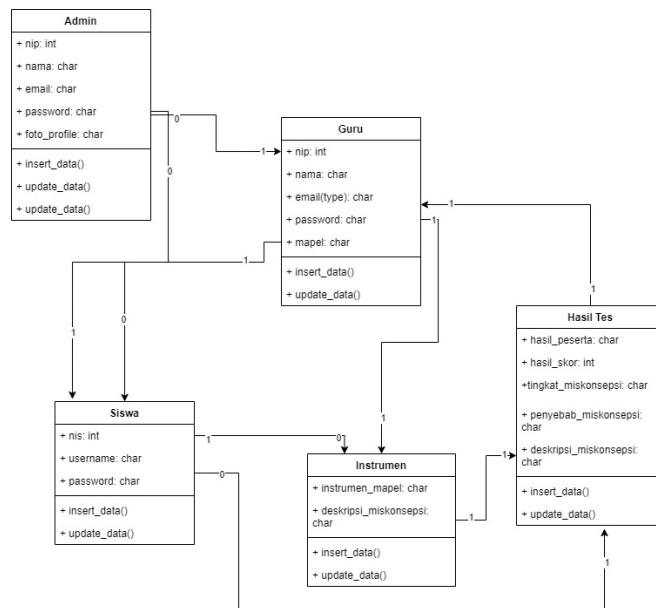 Admin
+ nip: int
+ nama: char
+ email: char
+ password: char
+ foto_profile: char
+ insert_data()
+ update_data()
+ update_data()
0
0
1
Guru
+ nip: int
+ nama: char
+ email(type): char
+ password: char
+ mapel: char
+ insert_data()
+ update_data()
1
1
1
1
1
0
1
Hasil Tes
+ hasil_peserta: char
+ hasil_skor: int
+tingkat_miskonsepsi: char
+ penyebab_miskonsepsi:
char
+ deskripsi_miskonsepsi:
char
+ insert_data()
+ update_data()
Siswa
+ nis: int
+ username: char
+ password: char
+ insert_data()
+ update_data()
1
0
0
Instrumen
+ instrumen_mapel: char
+ deskripsi_miskonsepsi:
char
+ insert_data()
+ update_data()
1
1
1